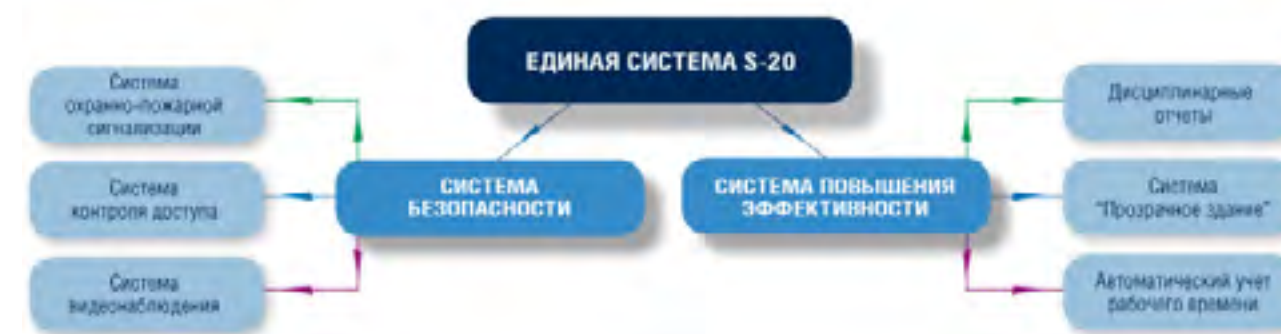 ЕДИНАЯ СИСТЕМА S-20
Система
охранно-пожарной
сигнализации
Система
контроля доступа
Система
видеонаблюдения
СИСТЕМА
БЕЗОПАСНОСТИ
СИСТЕМА ПОВЫШЕНИЯ
ЭФФЕКТИВНОСТИ
Дисциплинарные
отчеты
Система
"Прозрачное здание"
Автоматический учет
рабочего времени